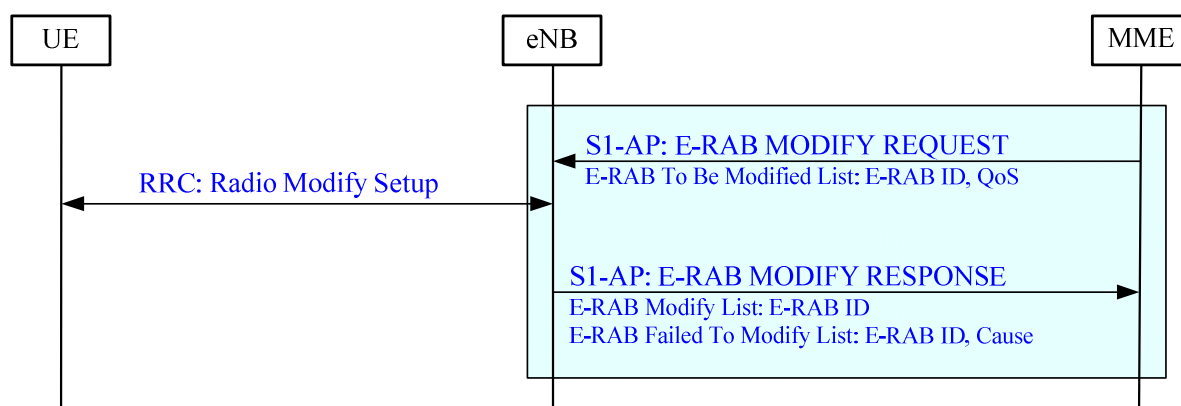 UE
eNB
MME
S1-AP: E-RAB MODIFY REQUEST
E-RAB To Be Modified List: E-RAB ID, QoS
RRC: Radio Modify Setup
S1-AP: E-RAB MODIFY RESPONSE
E-RAB Modify List: E-RAB ID
E-RAB Failed To Modify List: E-RAB ID, Cause